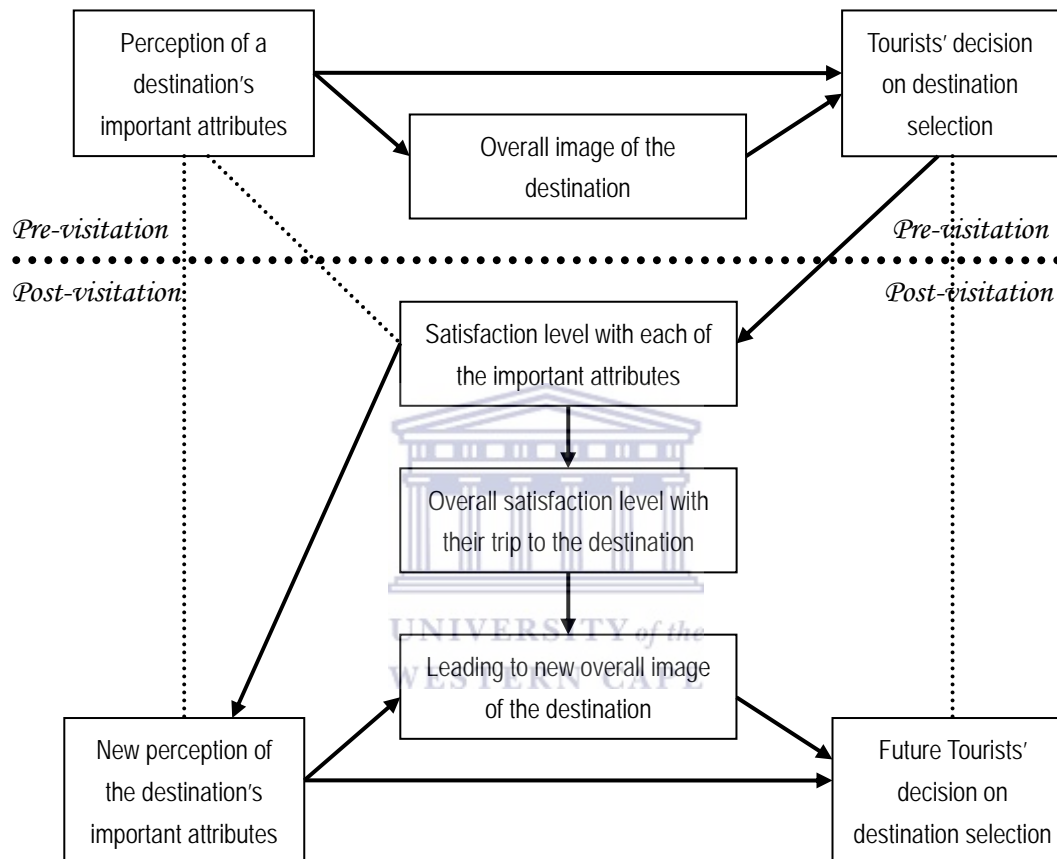 Perception of a
destination's
important attributes
Tourists' decision
on destination
selection
Overall image of the
destination
Pre-visitation
Pre-visitation
Post-visitation
Post-visitation
Satisfaction level with each of
the important attributes
Overall satisfaction level with
their trip to the destination
UNIVERSITY of the
WESTERN CAPE
Leading to new overall image
of the destination
New perception of
the destination's
important attributes
Future Tourists'
decision on
destination selection